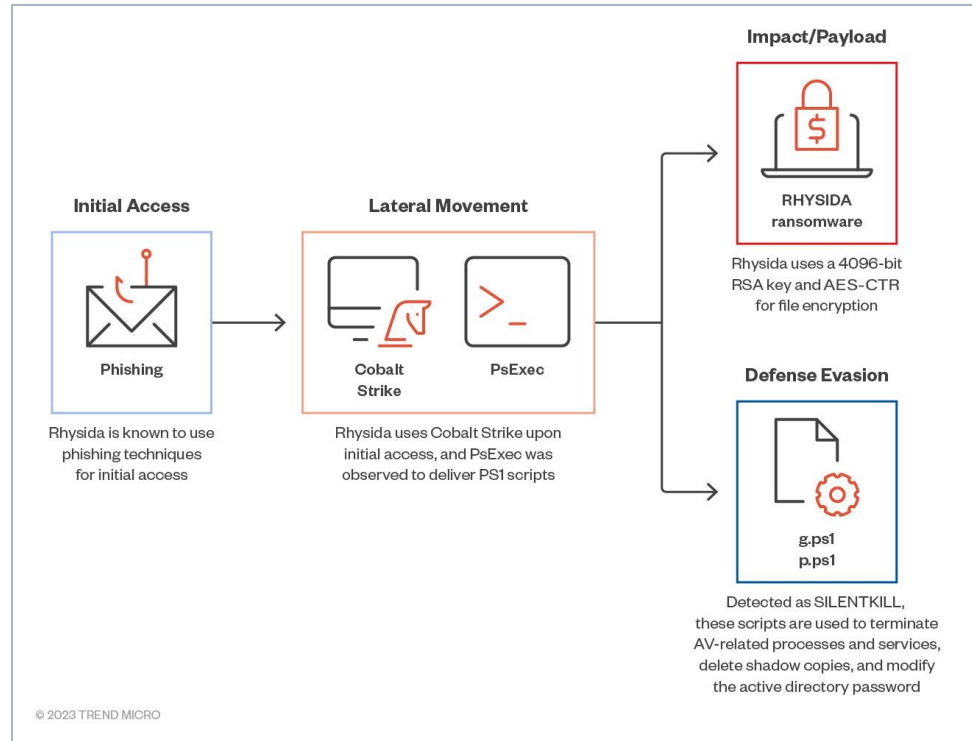 Initial Access
Phishing
Rhysida is known to use
phishing techniques
for initial access
Lateral Movement
Cobalt
Strike
PsExec
Rhysida uses Cobalt Strike upon
initial access, and PsExec was
observed to deliver PS1 scripts
Impact/Payload
$
RHYSIDA
ransomware
Rhysida uses a 4096-bit
RSA key and AES-CTR
for file encryption
Defense Evasion
g.ps1
p.ps1
Detected as SILENTKILL,
these scripts are used to terminate
AV-related processes and services,
delete shadow copies, and modify
the active directory password
© 2023 TREND MICRO